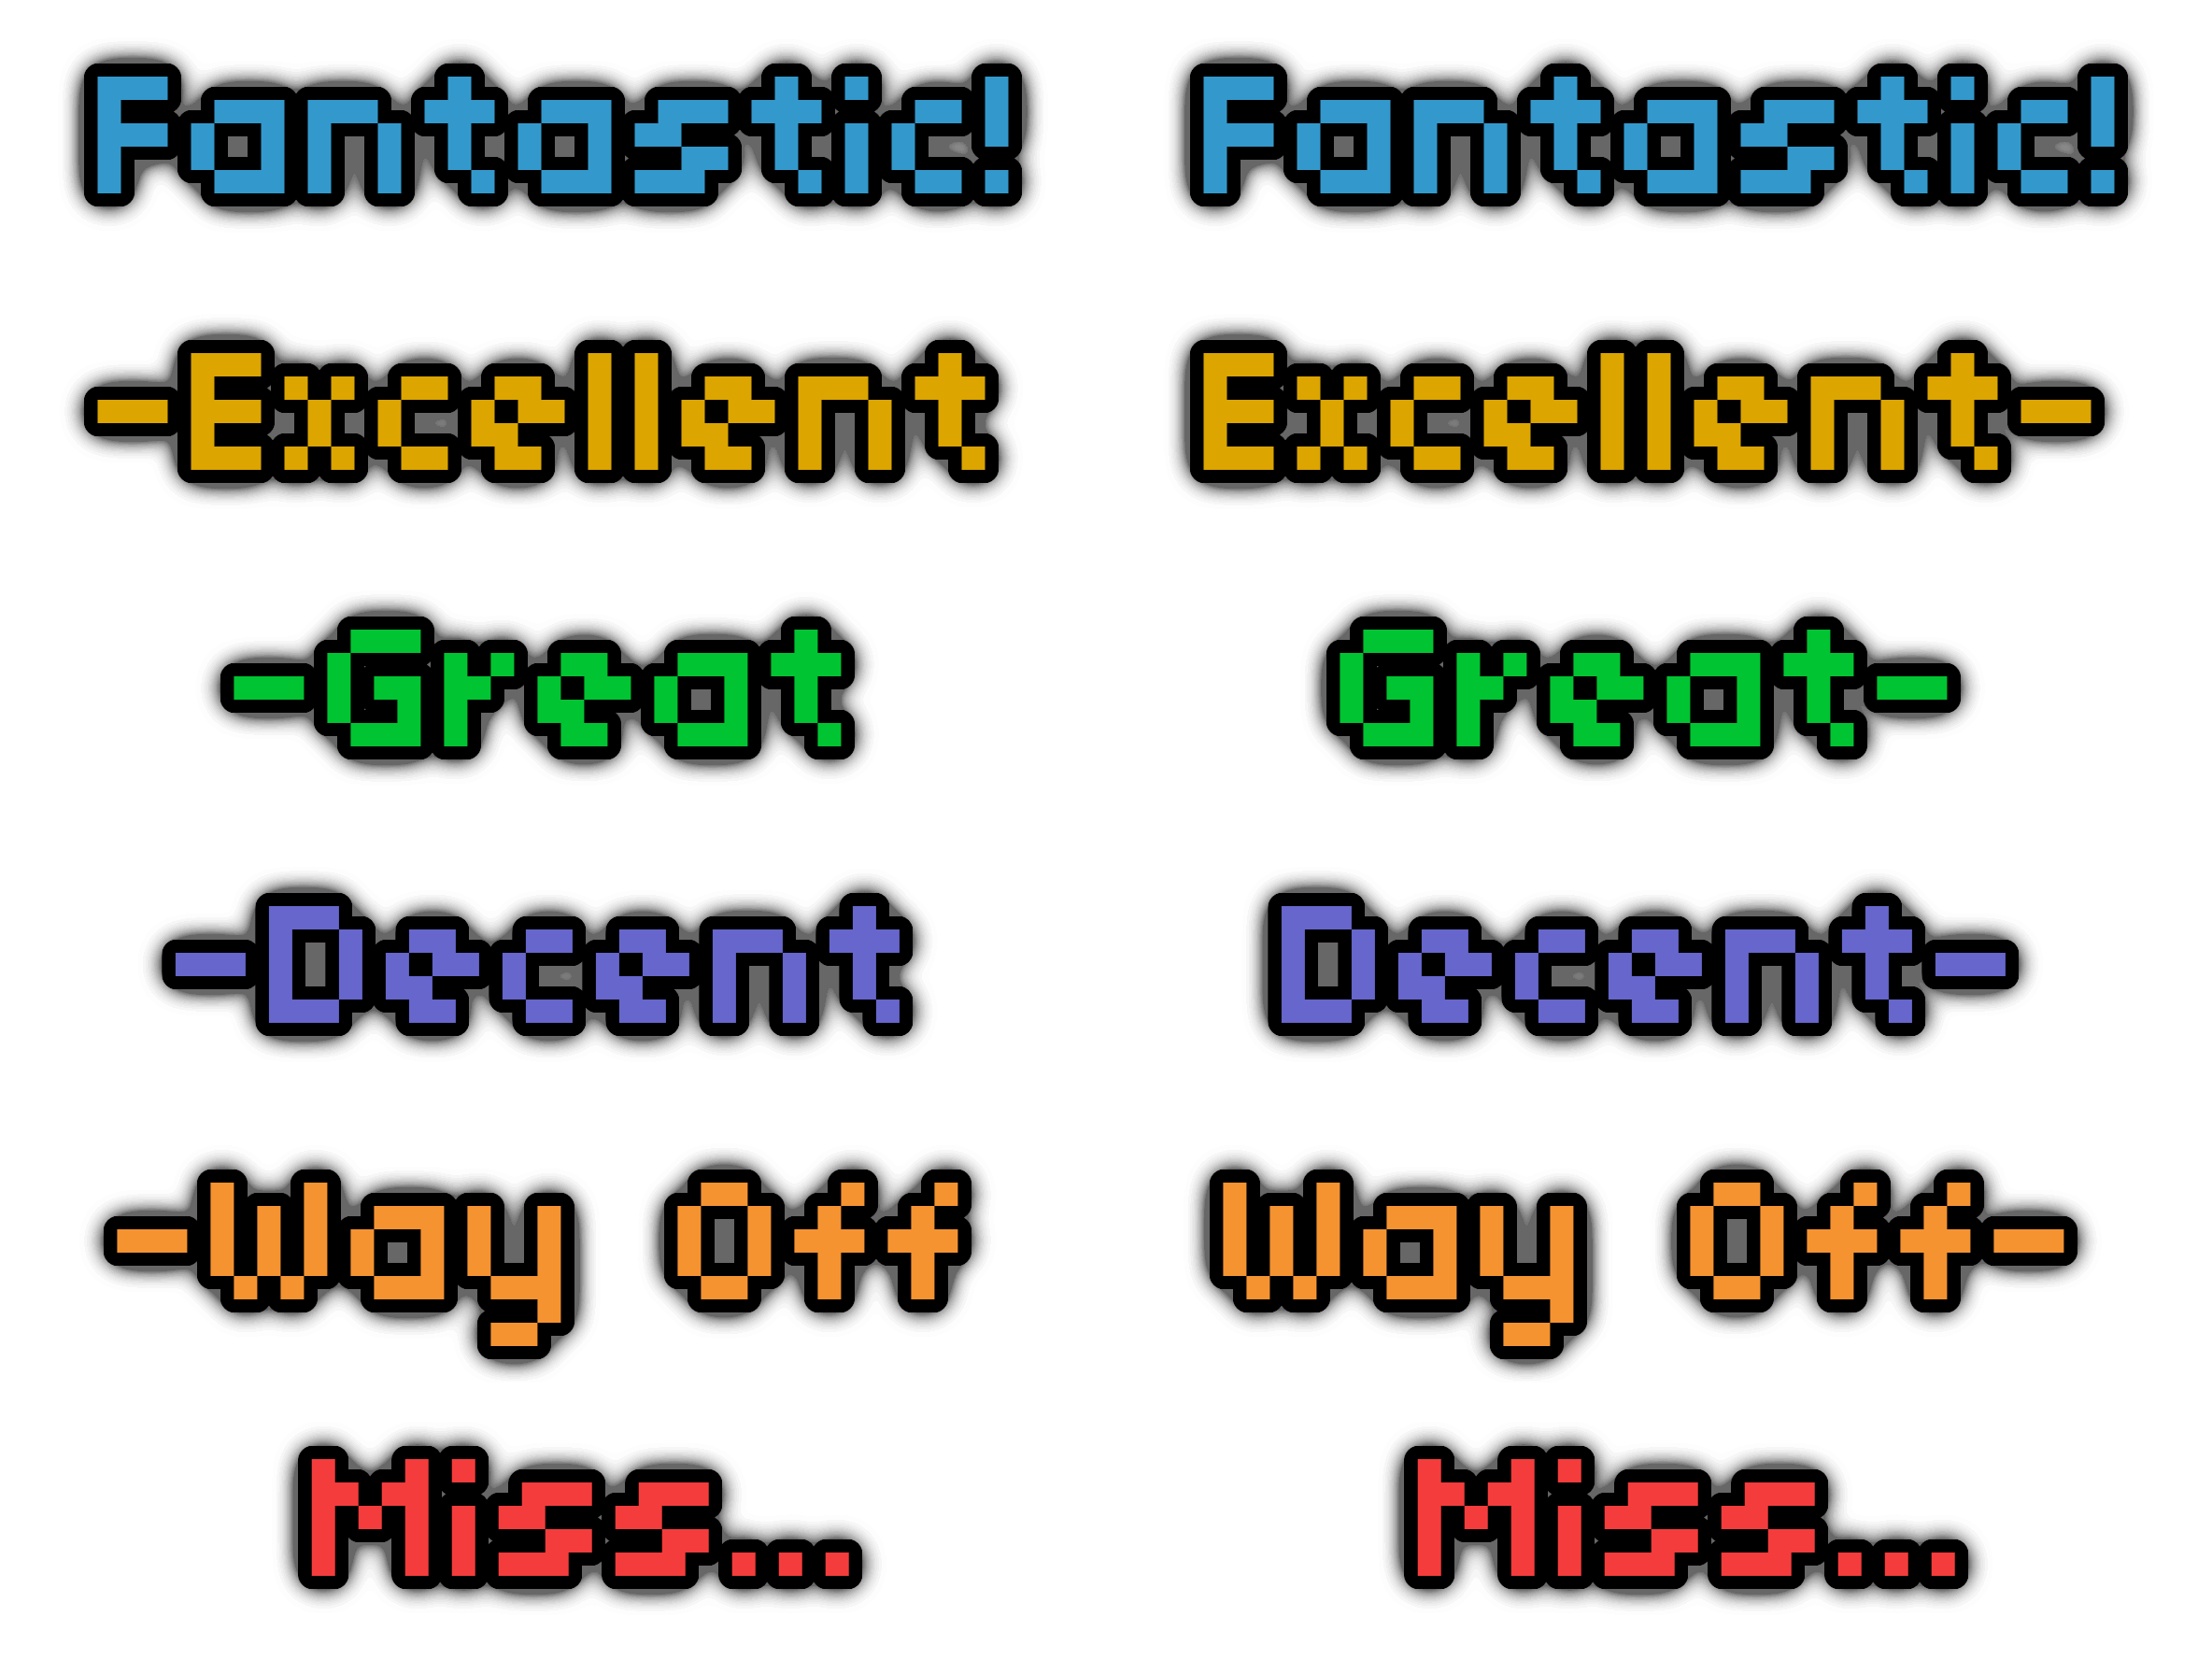 Fantastic! Fantastic!
-Excellent Excellent-
-Great Great-
-Decent Decent-
-Way Off Way Off-
Miss... Miss...